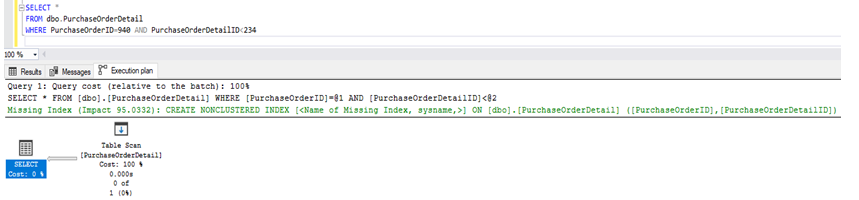 SELECT *
FROM dbo.PurchaseOrderDetail
WHERE PurchaseOrderID=940 AND PurchaseOrderDetailID<234
100 %
Results Messages Execution plan
Query 1: Query cost (relative to the batch): 100%
SELECT * FROM [dbo].[PurchaseOrderDetail] WHERE [PurchaseOrderID]=@1 AND [PurchaseOrderDetailID]<@2
Missing Index (Impact 95.0332): CREATE NONCLUSTERED INDEX [<Name of Missing Index, sysname,>] ON [dbo].[PurchaseOrderDetail] ([PurchaseOrderID],[PurchaseOrderDetailID])
SELECT
Cost: 0 %
Table Scan
[PurchaseOrderDetail]
Cost: 100 %
0.000s
0 of
1 (0%)